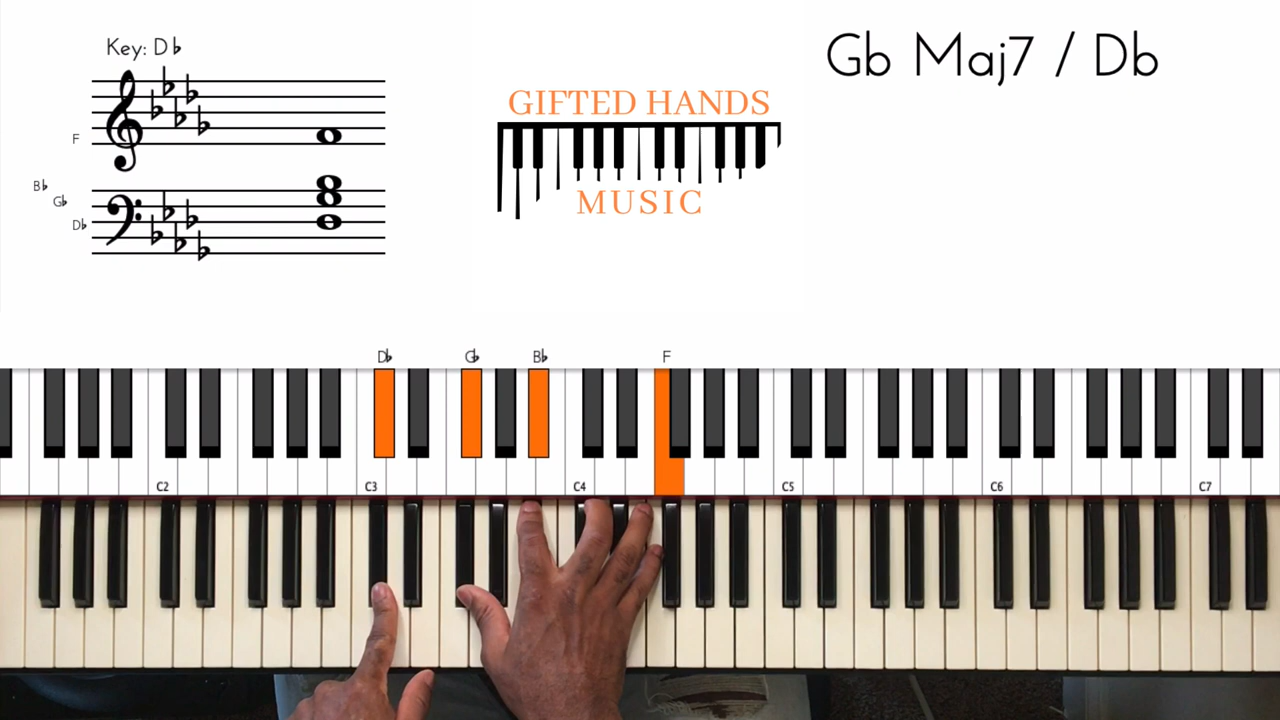 Key: D♭
Gb Maj7 / Db
GIFTED HANDS
MUSIC
F
B♭
G♭
D♭
D♭ G♭ B♭ F
C2 C3 C4 C5 C6 C7